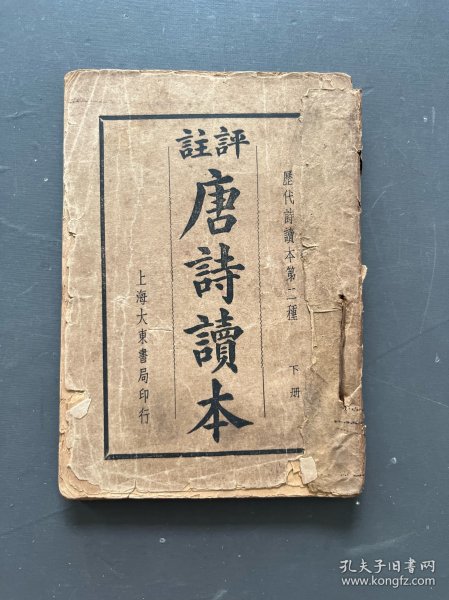 歷代詩讀本第二種
下册
評註
唐詩讀本
上海大東書局印行
孔夫子旧书网
www.kongfz.com